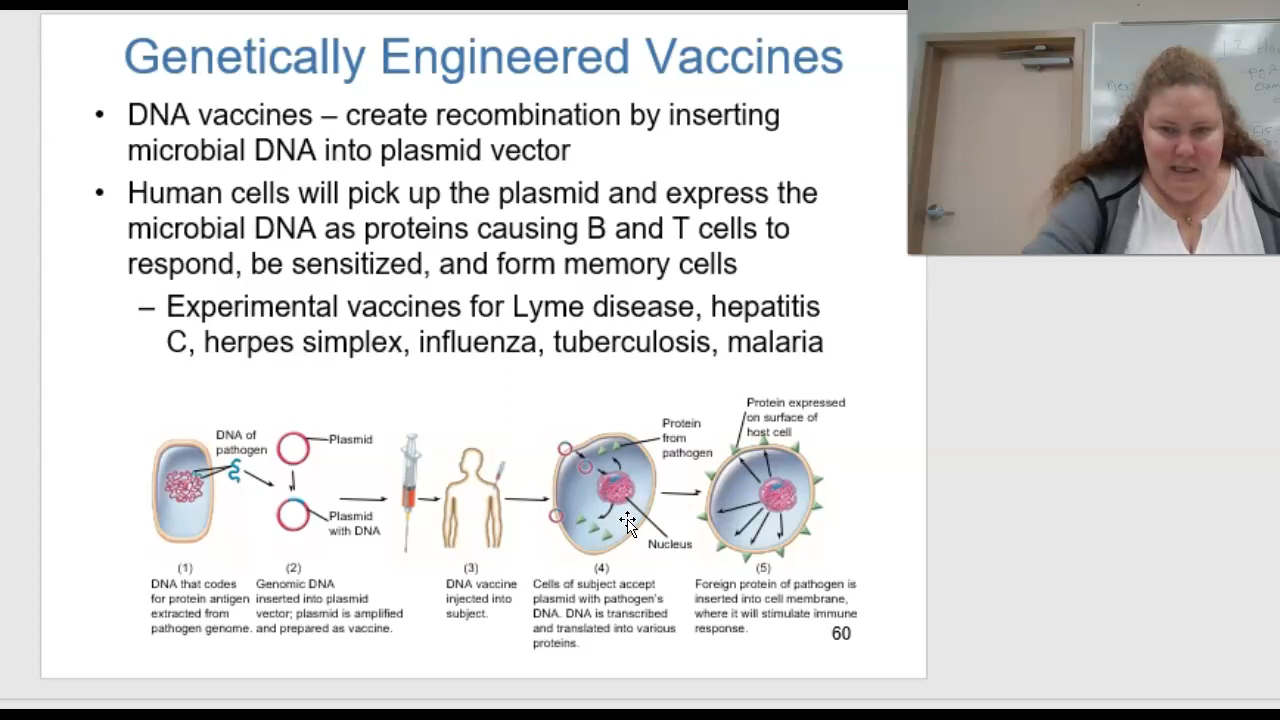 Genetically Engineered Vaccines
• DNA vaccines – create recombination by inserting
microbial DNA into plasmid vector
• Human cells will pick up the plasmid and express the
microbial DNA as proteins causing B and T cells to
respond, be sensitized, and form memory cells
– Experimental vaccines for Lyme disease, hepatitis
C, herpes simplex, influenza, tuberculosis, malaria
DNA of
pathogen
Plasmid
Plasmid
with DNA
Protein
from
pathogen
Nucleus
Protein expressed
on surface of
host cell
(1)
DNA that codes
for protein antigen
extracted from
pathogen genome.
(2)
Genomic DNA
inserted into plasmid
vector; plasmid is amplified
and prepared as vaccine.
(3)
DNA vaccine
injected into
subject.
(4)
Cells of subject accept
plasmid with pathogen's
DNA. DNA is transcribed
and translated into various
proteins.
(5)
Foreign protein of pathogen is
inserted into cell membrane,
where it will stimulate immune
response.
60